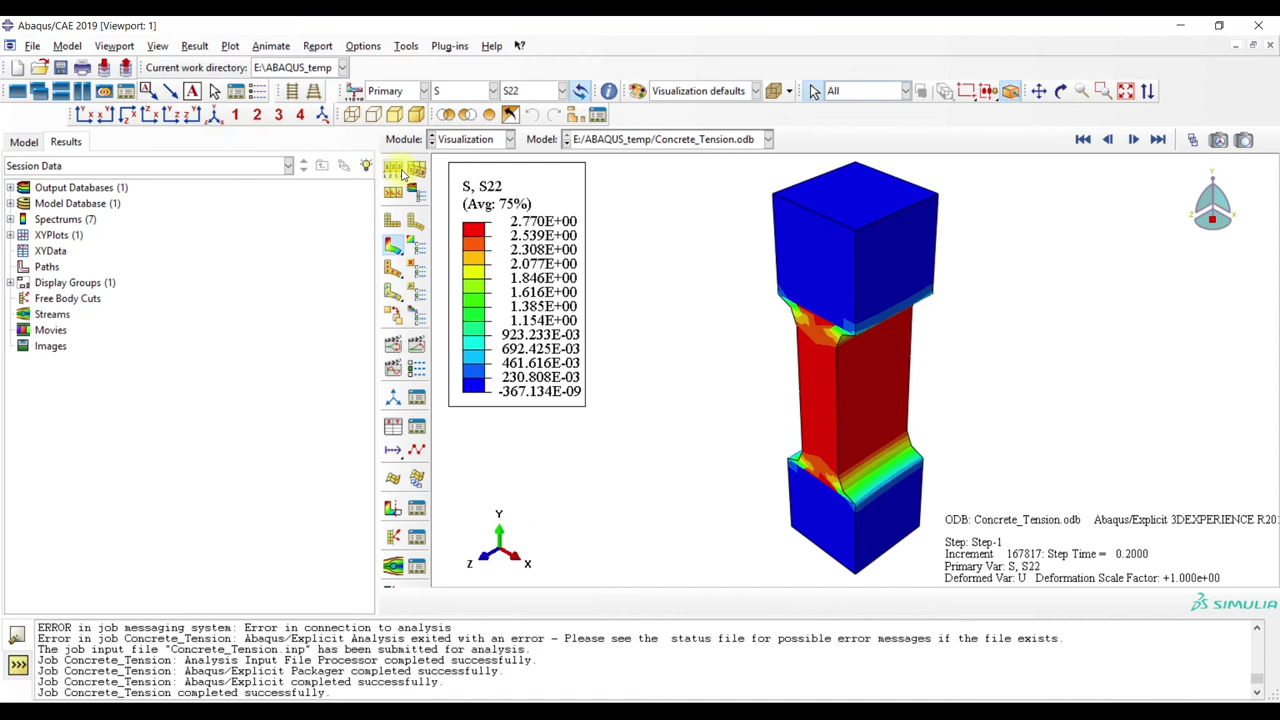 Abaqus/CAE 2019 [Viewport: 1]
File Model Viewport View Result Plot Animate Report Options Tools Plug-ins Help
Current work directory: E:\ABAQUS_temp
Primary S S22 Visualization defaults All
1 2 3 4
Model Results Module: Visualization Model: E:/ABAQUS_temp/Concrete_Tension.odb
Session Data
Output Databases (1)
Model Database (1)
Spectrums (7)
XYPlots (1)
XYData
Paths
Display Groups (1)
Free Body Cuts
Streams
Movies
Images
S, S22
(Avg: 75%)
2.770E+00
2.539E+00
2.308E+00
2.077E+00
1.846E+00
1.616E+00
1.385E+00
1.154E+00
923.233E-03
692.425E-03
461.616E-03
230.808E-03
-367.134E-09
Y
Z X
Y
Z X
ODB: Concrete_Tension.odb Abaqus/Explicit 3DEXPERIENCE R20
Step: Step-1
Increment 167817: Step Time = 0.2000
Primary Var: S, S22
Deformed Var: U Deformation Scale Factor: +1.000e+00
SIMULIA
ERROR in job messaging system: Error in connection to analysis
Error in job Concrete_Tension: Abaqus/Explicit Analysis exited with an error - Please see the status file for possible error messages if the file exists.
The job input file "Concrete_Tension.inp" has been submitted for analysis.
Job Concrete_Tension: Analysis Input File Processor completed successfully.
Job Concrete_Tension: Abaqus/Explicit Packager completed successfully.
Job Concrete_Tension: Abaqus/Explicit completed successfully.
Job Concrete_Tension completed successfully.